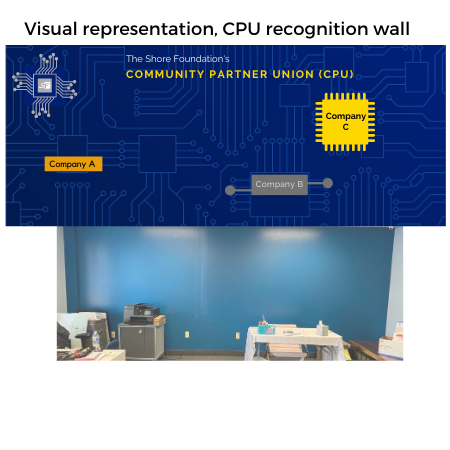 Visual representation, CPU recognition wall
The Shore Foundation's
COMMUNITY PARTNER UNION (CPU)
Company
C
Company A
Company B